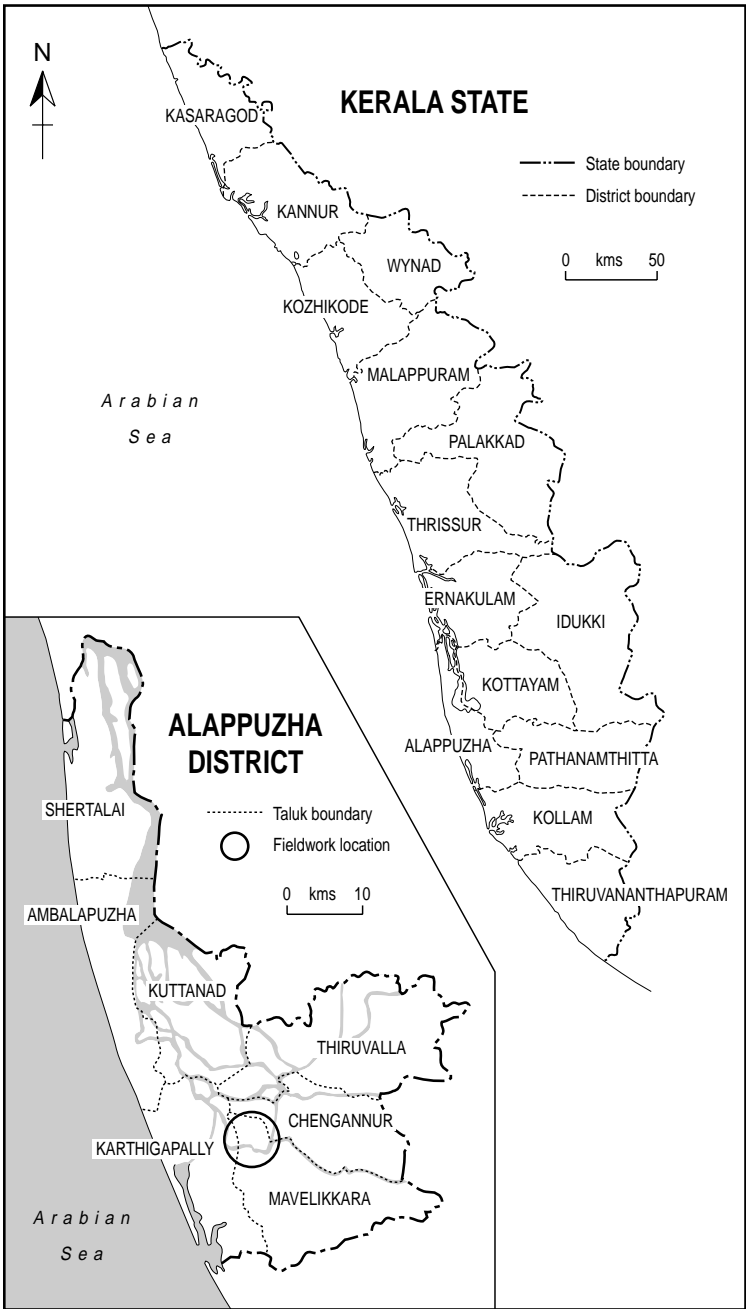 N
KERALA STATE
State boundary
District boundary
0 kms 50
KASARAGOD
KANNUR
WYNAD
KOZHIKODE
MALAPPURAM
Arabian
Sea
PALAKKAD
THRISSUR
ERNAKULAM
IDUKKI
KOTTAYAM
ALAPPUZHA
PATHANAMTHITTA
KOLLAM
THIRUVANANTHAPURAM
ALAPPUZHA
DISTRICT
Taluk boundary
Fieldwork location
0 kms 10
SHERTALAI
AMBALAPUZHA
KUTTANAD
THIRUVALLA
CHENGANNUR
KARTHIGAPALLY
MAVELIKKARA
Arabian
Sea